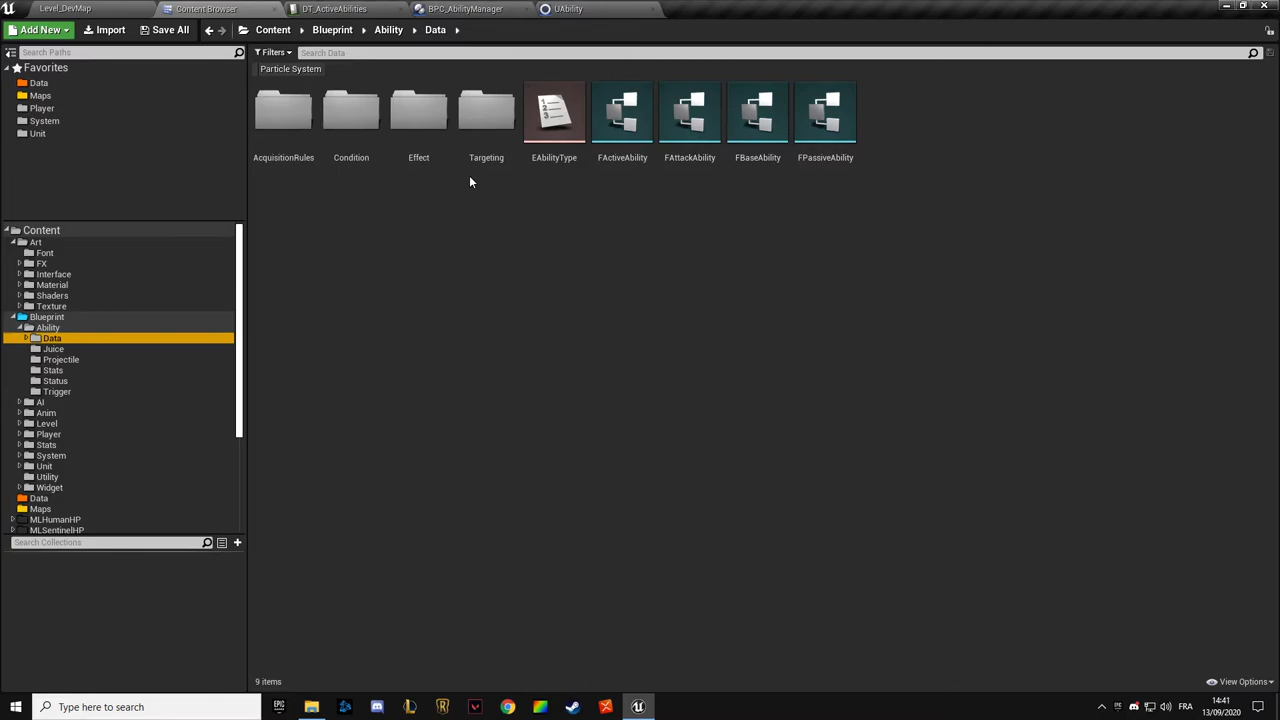 Level_DevMap
Content Browser
DT_ActiveAbilities
BPC_AbilityManager
UAbility
Add New
Import
Save All
Content
Blueprint
Ability
Data
Search Paths
Filters
Search Data
Favorites
Particle System
Data
Maps
Player
System
Unit
1
2
3
AcquisitionRules
Condition
Effect
Targeting
EAbilityType
FActiveAbility
FAttackAbility
FBaseAbility
FPassiveAbility
Content
Art
Font
FX
Interface
Material
Shaders
Texture
Blueprint
Ability
Data
Juice
Projectile
Stats
Status
Trigger
AI
Anim
Level
Player
Stats
System
Unit
Utility
Widget
Data
Maps
MLHumanHP
MLSentinelHP
Search Collections
9 items
View Options
Type here to search
EPIC
FRA
14:41
13/09/2020